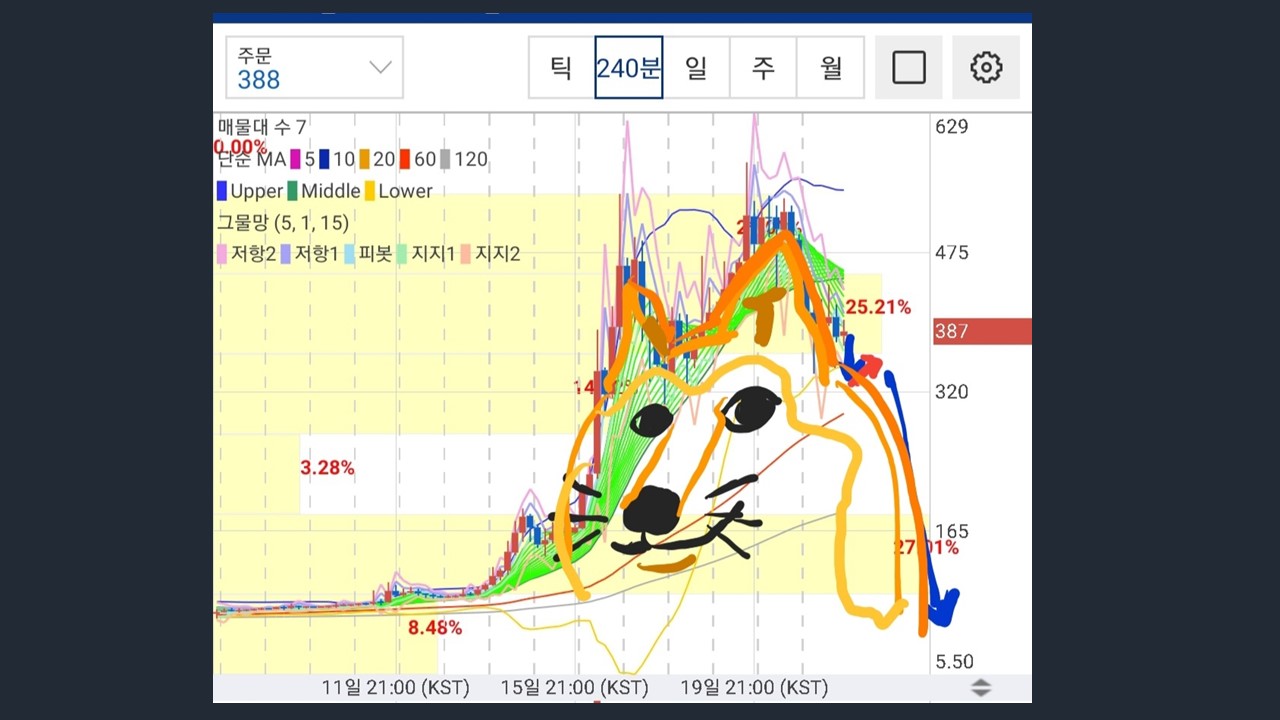 주문
388
틱 240분 일 주 월
매물대 수 7
0.00%
단순 MA 5 10 20 60 120
Upper Middle Lower
그물망 (5, 1, 15)
저항2 저항1 피봇 지지1 지지2
629
475
25.21%
387
320
3.28%
165
8.48%
5.50
11일 21:00 (KST) 15일 21:00 (KST) 19일 21:00 (KST)